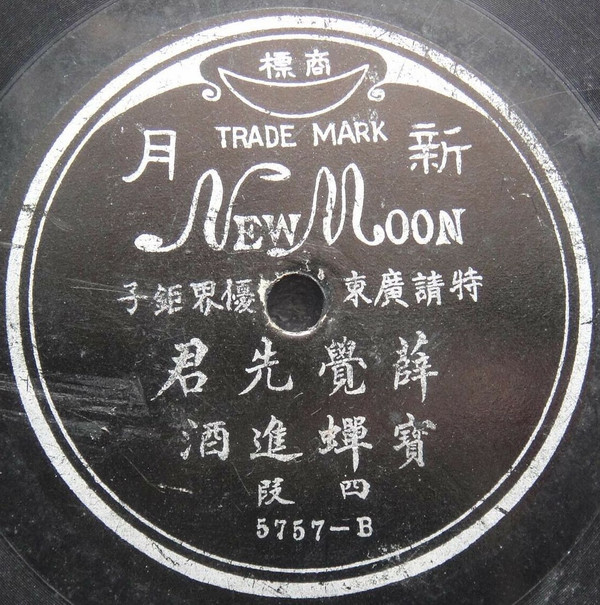 商標
TRADE MARK
新月
NEW MOON
特請廣東優界鉅子
薛覺先君
寶蟬進酒
四段
5757-B